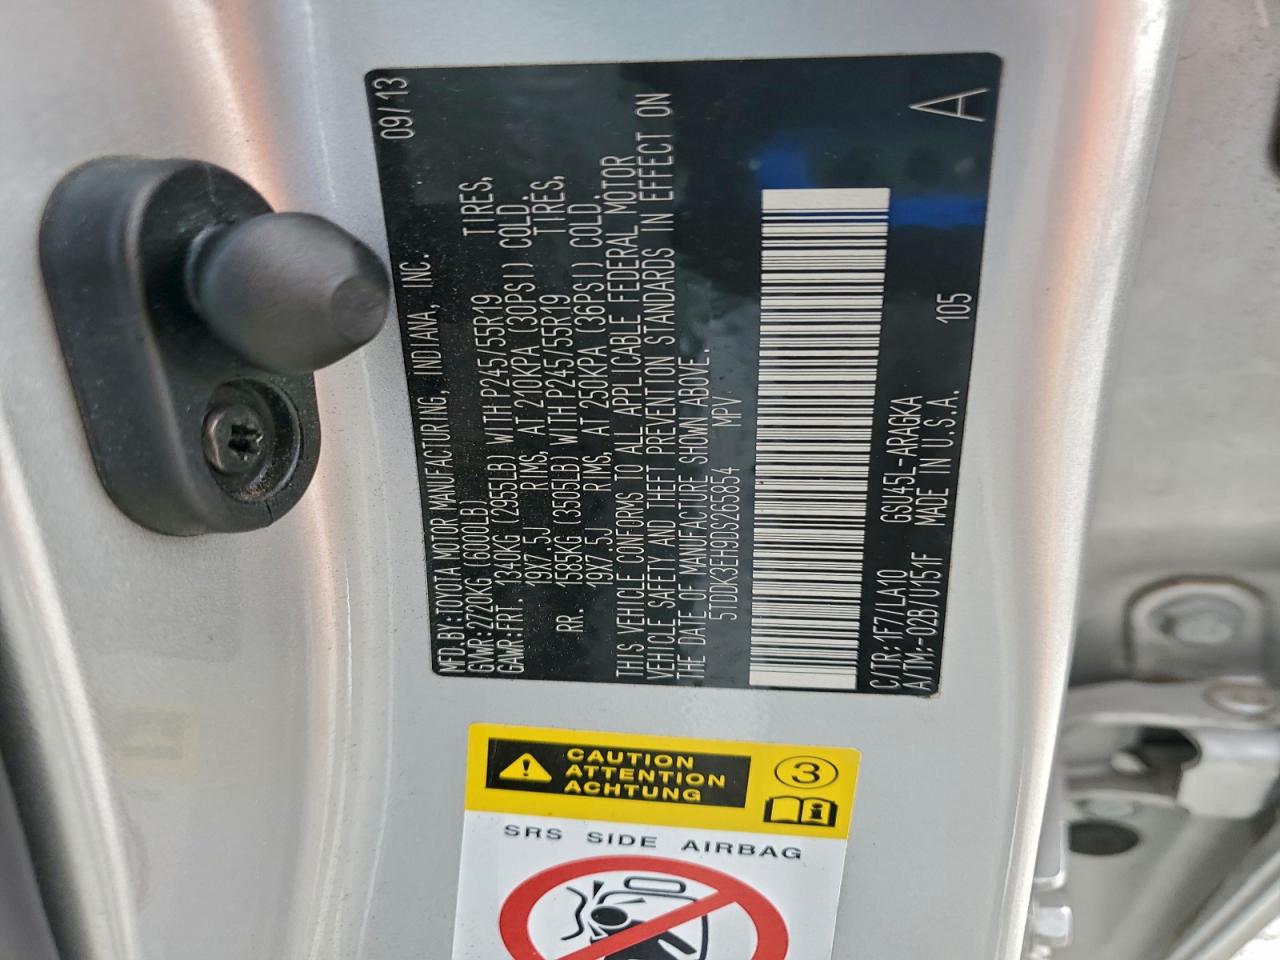 09/13
MFD.BY:TOYOTA MOTOR MANUFACTURING, INDIANA, INC.
GVWR:2720KG(6000LB)
GAWR:FRT. 1340KG (2955LB) WITH P245/55R19 TIRES,
19X7.5J RIMS, AT 210KPA (30PSI) COLD.
RR. 1585KG (3505LB) WITH P245/55R19 TIRES,
19X7.5J RIMS, AT 250KPA (36PSI) COLD.
THIS VEHICLE CONFORMS TO ALL APPLICABLE FEDERAL MOTOR
VEHICLE SAFETY AND THEFT PREVENTION STANDARDS IN EFFECT ON
THE DATE OF MANUFACTURE SHOWN ABOVE.
5TDDK3EH9DS265854 MPV
C/TR:1F7/LA10 GSU45L-ARAGKA 105
A/TM:-02B/U151F MADE IN U.S.A.
A
CAUTION
ATTENTION
ACHTUNG
3
i
SRS SIDE AIRBAG